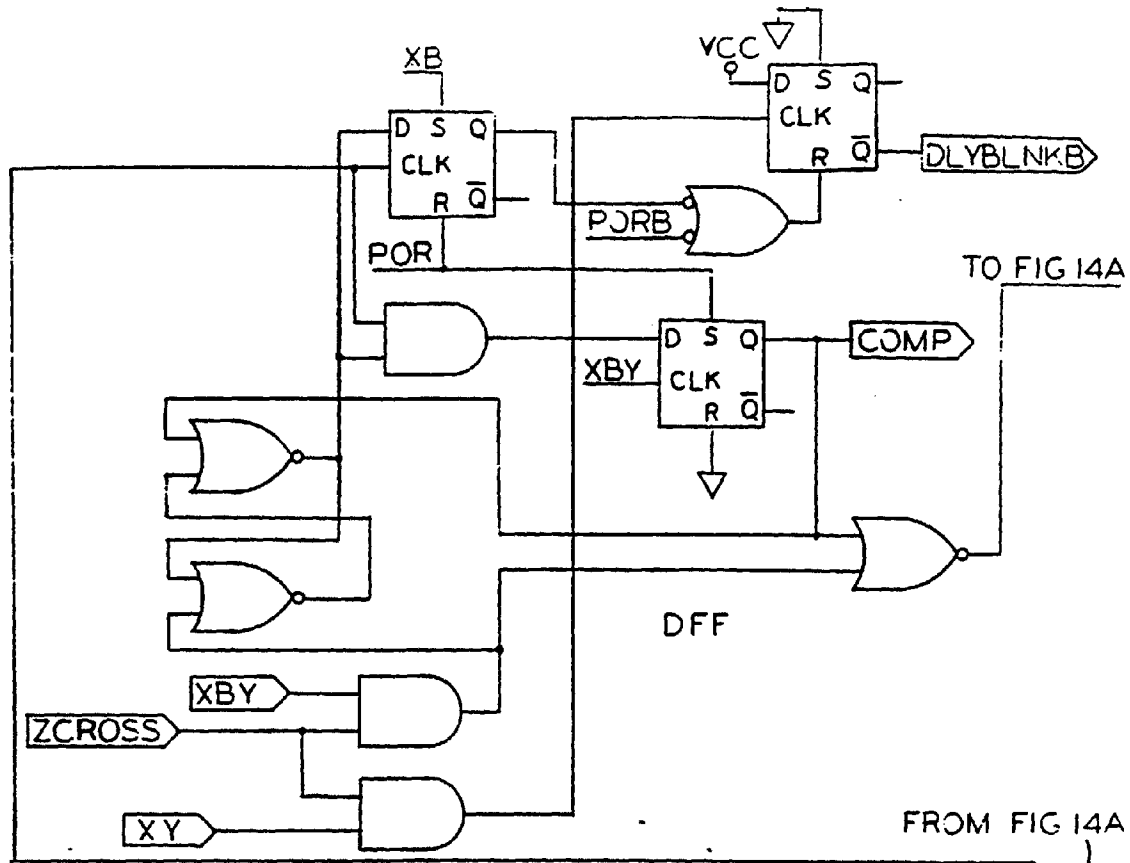 XB
VCC
D S Q
CLK
R Q̅
D S Q
CLK
R Q̅
DLYBLNKB
PORB
POR
TO FIG 14A
D S Q
CLK
R Q̅
XBY
COMP
DFF
XBY
ZCROSS
XY
FROM FIG 14A